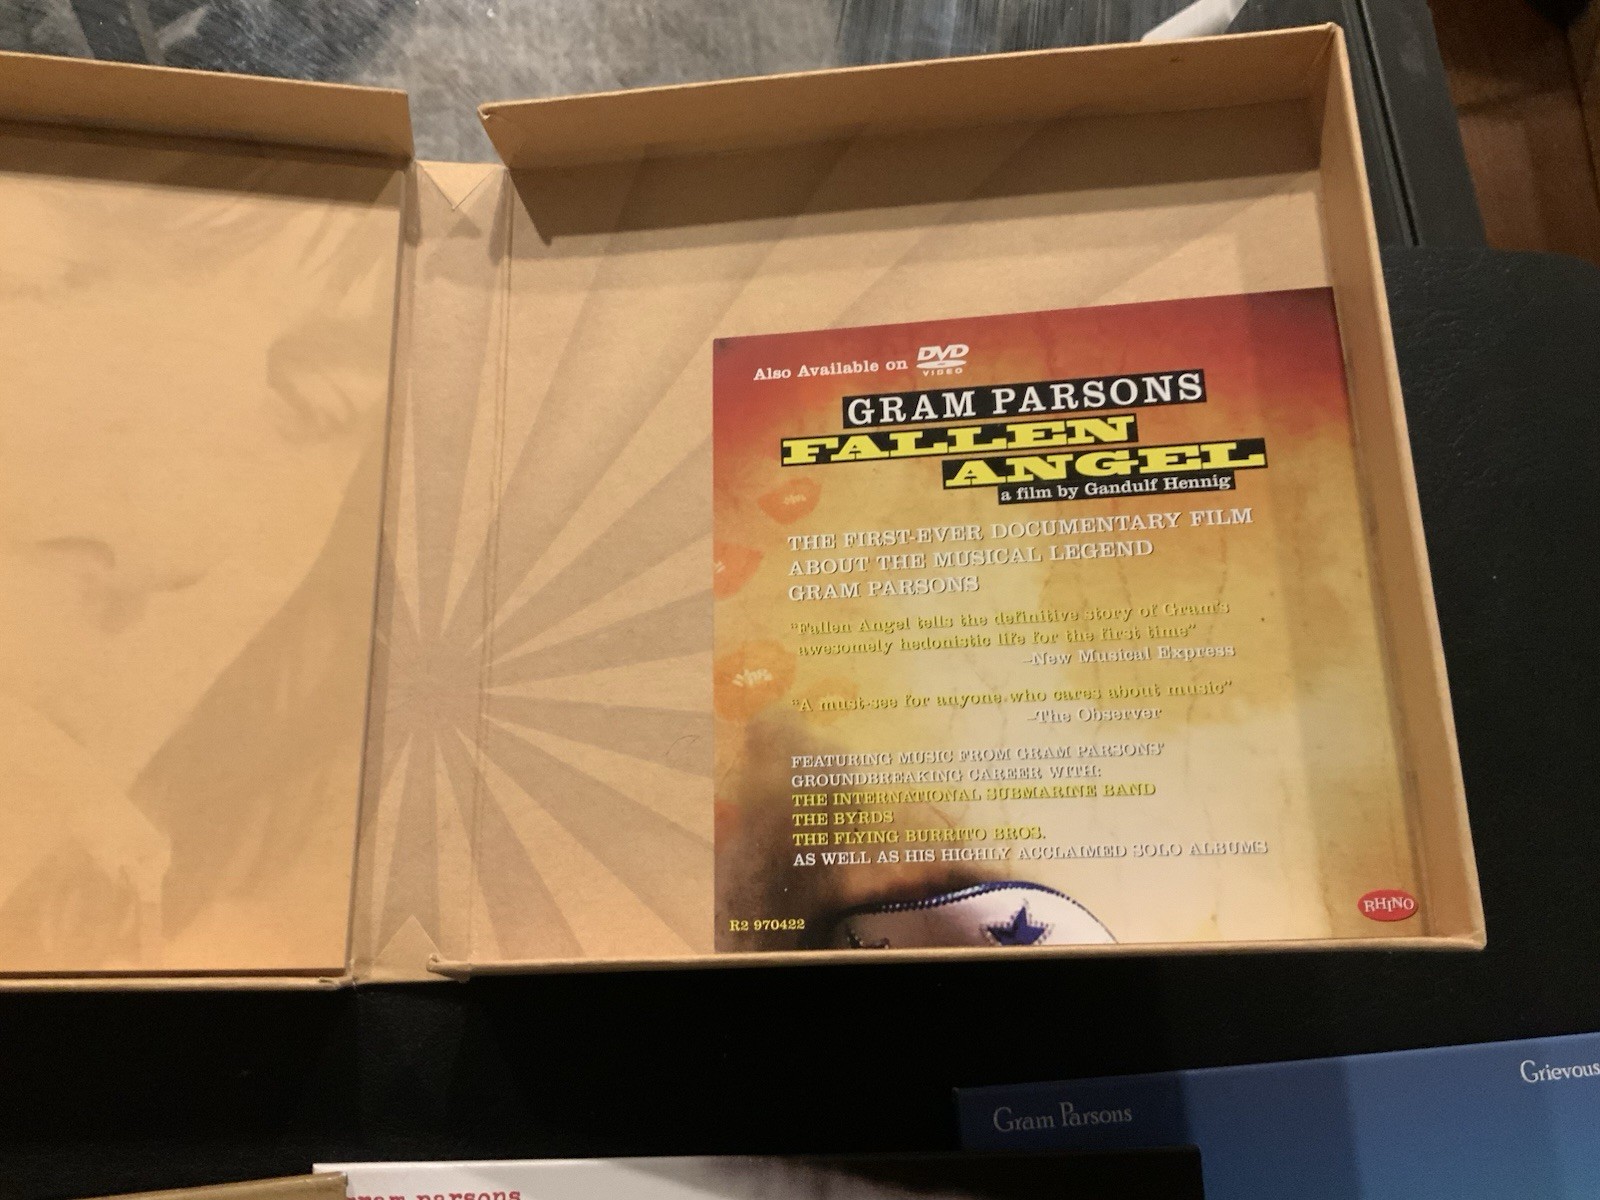 Also Available on DVD
VIDEO
GRAM PARSONS
FALLEN
ANGEL
a film by Gandulf Hennig
THE FIRST-EVER DOCUMENTARY FILM
ABOUT THE MUSICAL LEGEND
GRAM PARSONS
"Fallen Angel tells the definitive story of Gram's
awesomely hedonistic life for the first time"
–New Musical Express
"A must-see for anyone who cares about music"
–The Observer
FEATURING MUSIC FROM GRAM PARSONS'
GROUNDBREAKING CAREER WITH:
THE INTERNATIONAL SUBMARINE BAND
THE BYRDS
THE FLYING BURRITO BROS.
AS WELL AS HIS HIGHLY ACCLAIMED SOLO ALBUMS
R2 970422
RHINO
Gram Parsons
Grievous
gram parsons